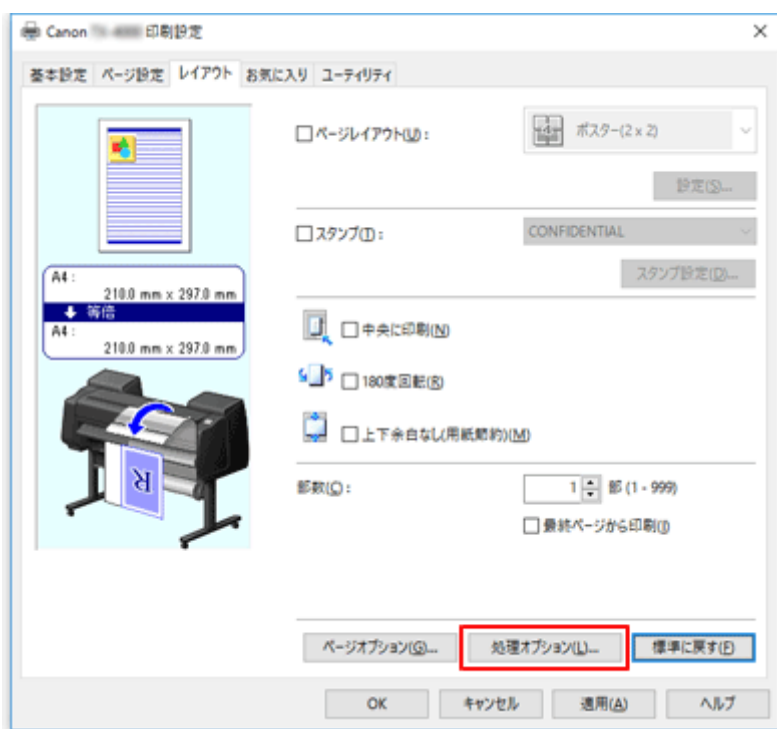 Canon 印刷設定
基本設定 ページ設定 レイアウト お気に入り ユーティリティ
ページレイアウト(U) :
ポスター(2 x 2)
設定(S)...
スタンプ(T) :
CONFIDENTIAL
スタンプ設定(D)...
A4 :
210.0 mm x 297.0 mm
等倍
A4 :
210.0 mm x 297.0 mm
中央に印刷(N)
180度回転(R)
上下余白なし(用紙節約)(M)
R
部数(C) :
1 部 (1 - 999)
最終ページから印刷(I)
ページオプション(G)... 処理オプション(L)... 標準に戻す(F)
OK キャンセル 適用(A) ヘルプ